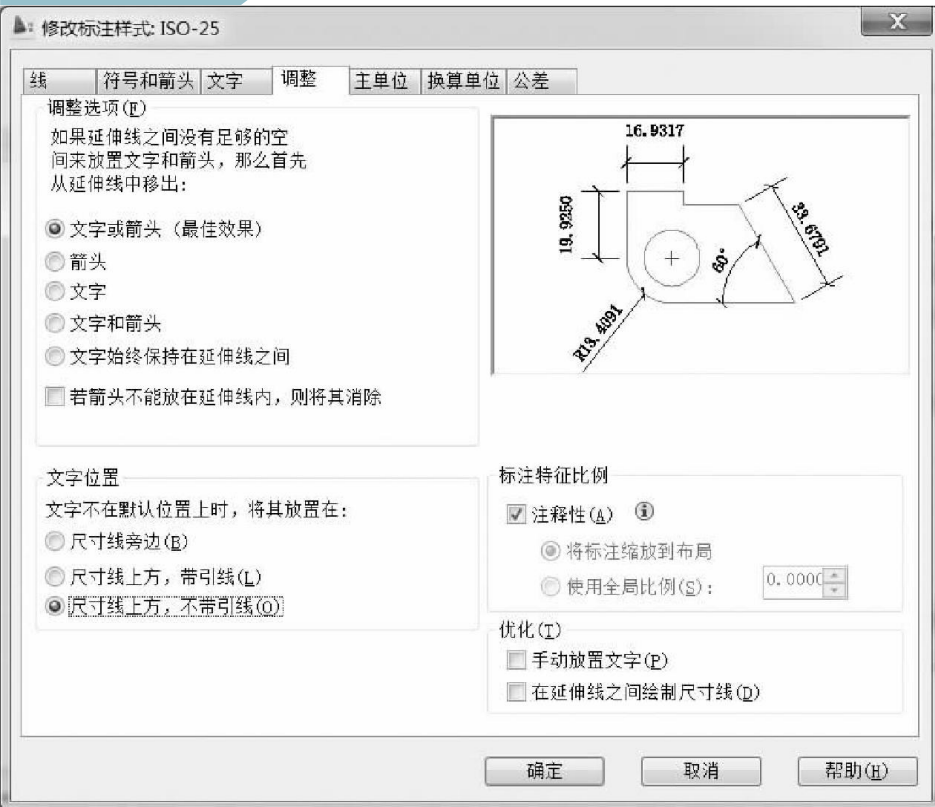 修改标注样式: ISO-25
线 符号和箭头 文字 调整 主单位 换算单位 公差
调整选项(F)
如果延伸线之间没有足够的空
间来放置文字和箭头，那么首先
从延伸线中移出:
文字或箭头（最佳效果）
箭头
文字
文字和箭头
文字始终保持在延伸线之间
若箭头不能放在延伸线内，则将其消除
16.9317
19.9250
33.6791
60°
R13.4091
文字位置
文字不在默认位置上时，将其放置在:
尺寸线旁边(B)
尺寸线上方，带引线(L)
尺寸线上方，不带引线(O)
标注特征比例
注释性(A)
将标注缩放到布局
使用全局比例(S): 0.0000
优化(T)
手动放置文字(P)
在延伸线之间绘制尺寸线(D)
确定 取消 帮助(H)